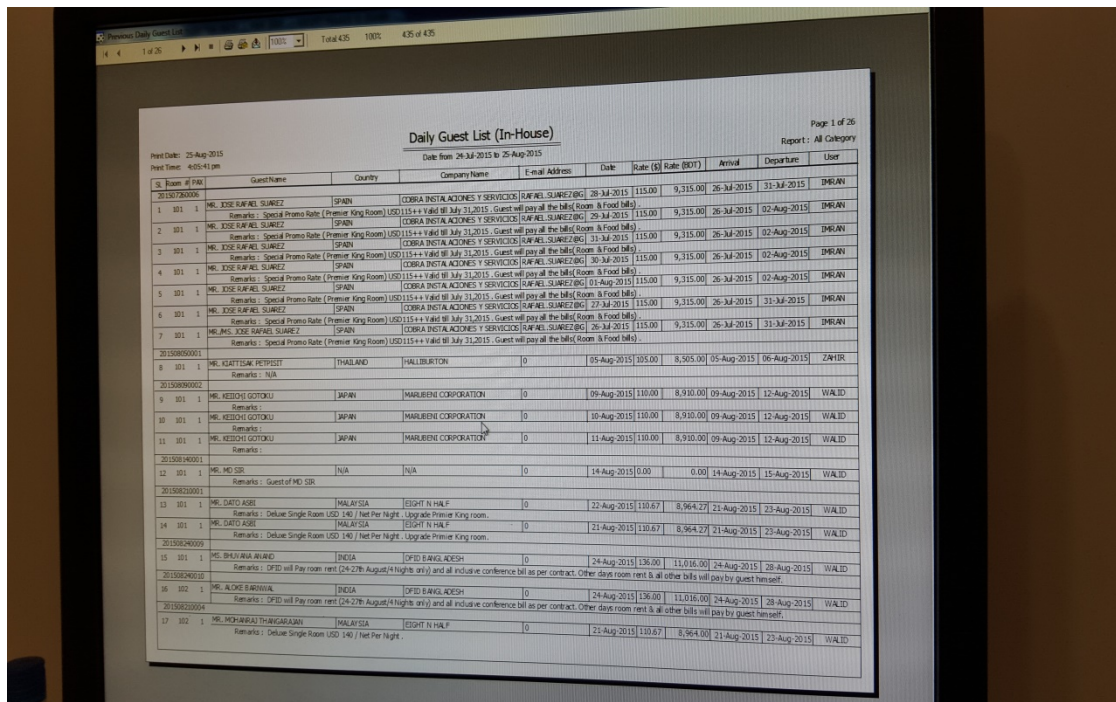 Previous Daily Guest List
1 of 26 100% Total:435 100% 435 of 435
Daily Guest List (In-House)
Page 1 of 26
Print Date: 25-Aug-2015 Date from 24-Jul-2015 to 25-Aug-2015 Report : All Category
Print Time: 4:05:41 pm
SL Room # PAX Guest Name Country Company Name E-mail Address Date Rate ($) Rate (BDT) Arrival Departure User
201507260006
1 101 1 MR. JOSE RAFAEL SUAREZ SPAIN COBRA INSTALACIONES Y SERVICIOS RAFAEL.SUAREZ@G 28-Jul-2015 115.00 9,315.00 26-Jul-2015 31-Jul-2015 IMRAN
Remarks : Special Promo Rate ( Premier King Room) USD115++ Valid till July 31,2015 . Guest will pay all the bills( Room & Food bills) .
2 101 1 MR. JOSE RAFAEL SUAREZ SPAIN COBRA INSTALACIONES Y SERVICIOS RAFAEL.SUAREZ@G 29-Jul-2015 115.00 9,315.00 26-Jul-2015 02-Aug-2015 IMRAN
Remarks : Special Promo Rate ( Premier King Room) USD115++ Valid till July 31,2015 . Guest will pay all the bills( Room & Food bills) .
3 101 1 MR. JOSE RAFAEL SUAREZ SPAIN COBRA INSTALACIONES Y SERVICIOS RAFAEL.SUAREZ@G 31-Jul-2015 115.00 9,315.00 26-Jul-2015 02-Aug-2015 IMRAN
Remarks : Special Promo Rate ( Premier King Room) USD115++ Valid till July 31,2015 . Guest will pay all the bills( Room & Food bills) .
4 101 1 MR. JOSE RAFAEL SUAREZ SPAIN COBRA INSTALACIONES Y SERVICIOS RAFAEL.SUAREZ@G 30-Jul-2015 115.00 9,315.00 26-Jul-2015 02-Aug-2015 IMRAN
Remarks : Special Promo Rate ( Premier King Room) USD115++ Valid till July 31,2015 . Guest will pay all the bills( Room & Food bills) .
5 101 1 MR. JOSE RAFAEL SUAREZ SPAIN COBRA INSTALACIONES Y SERVICIOS RAFAEL.SUAREZ@G 01-Aug-2015 115.00 9,315.00 26-Jul-2015 02-Aug-2015 IMRAN
Remarks : Special Promo Rate ( Premier King Room) USD115++ Valid till July 31,2015 . Guest will pay all the bills( Room & Food bills) .
6 101 1 MR. JOSE RAFAEL SUAREZ SPAIN COBRA INSTALACIONES Y SERVICIOS RAFAEL.SUAREZ@G 27-Jul-2015 115.00 9,315.00 26-Jul-2015 31-Jul-2015 IMRAN
Remarks : Special Promo Rate ( Premier King Room) USD115++ Valid till July 31,2015 . Guest will pay all the bills( Room & Food bills) .
7 101 1 MR./MS. JOSE RAFAEL SUAREZ SPAIN COBRA INSTALACIONES Y SERVICIOS RAFAEL.SUAREZ@G 26-Jul-2015 115.00 9,315.00 26-Jul-2015 31-Jul-2015 IMRAN
Remarks : Special Promo Rate ( Premier King Room) USD115++ Valid till July 31,2015 . Guest will pay all the bills( Room & Food bills) .
201508050001
8 101 1 MR. KIATTISAK PETPISIT THAILAND HALLIBURTON 0 05-Aug-2015 105.00 8,505.00 05-Aug-2015 06-Aug-2015 ZAHIR
Remarks : N/A
201508090002
9 101 1 MR. KEIICHI GOTOKU JAPAN MARUBENI CORPORATION 0 09-Aug-2015 110.00 8,910.00 09-Aug-2015 12-Aug-2015 WALID
Remarks :
10 101 1 MR. KEIICHI GOTOKU JAPAN MARUBENI CORPORATION 0 10-Aug-2015 110.00 8,910.00 09-Aug-2015 12-Aug-2015 WALID
Remarks :
11 101 1 MR. KEIICHI GOTOKU JAPAN MARUBENI CORPORATION 0 11-Aug-2015 110.00 8,910.00 09-Aug-2015 12-Aug-2015 WALID
Remarks :
201508140001
12 101 1 MR. MD SIR N/A N/A 0 14-Aug-2015 0.00 0.00 14-Aug-2015 15-Aug-2015 WALID
Remarks : Guest of MD SIR
201508210001
13 101 1 MR. DATO ASBI MALAYSIA EIGHT N HALF 0 22-Aug-2015 110.67 8,964.27 21-Aug-2015 23-Aug-2015 WALID
Remarks : Deluxe Single Room USD 140 / Net Per Night . Upgrade Primier King room.
14 101 1 MR. DATO ASBI MALAYSIA EIGHT N HALF 0 21-Aug-2015 110.67 8,964.27 21-Aug-2015 23-Aug-2015 WALID
Remarks : Deluxe Single Room USD 140 / Net Per Night . Upgrade Primier King room.
201508240009
15 101 1 MS. BHUVANA ANAND INDIA DFID BANGLADESH 0 24-Aug-2015 136.00 11,016.00 24-Aug-2015 28-Aug-2015 WALID
Remarks : DFID will Pay room rent (24-27th August/4 Nights only) and all inclusive conference bill as per contract. Other days room rent & all other bills will pay by guest himself.
201508240010
16 102 1 MR. ALOKE BARNWAL INDIA DFID BANGLADESH 0 24-Aug-2015 136.00 11,016.00 24-Aug-2015 28-Aug-2015 WALID
Remarks : DFID will Pay room rent (24-27th August/4 Nights only) and all inclusive conference bill as per contract. Other days room rent & all other bills will pay by guest himself.
201508210004
17 102 1 MR. MOHANRAJ THANGARAJAN MALAYSIA EIGHT N HALF 0 21-Aug-2015 110.67 8,964.00 21-Aug-2015 23-Aug-2015 WALID
Remarks : Deluxe Single Room USD 140 / Net Per Night .